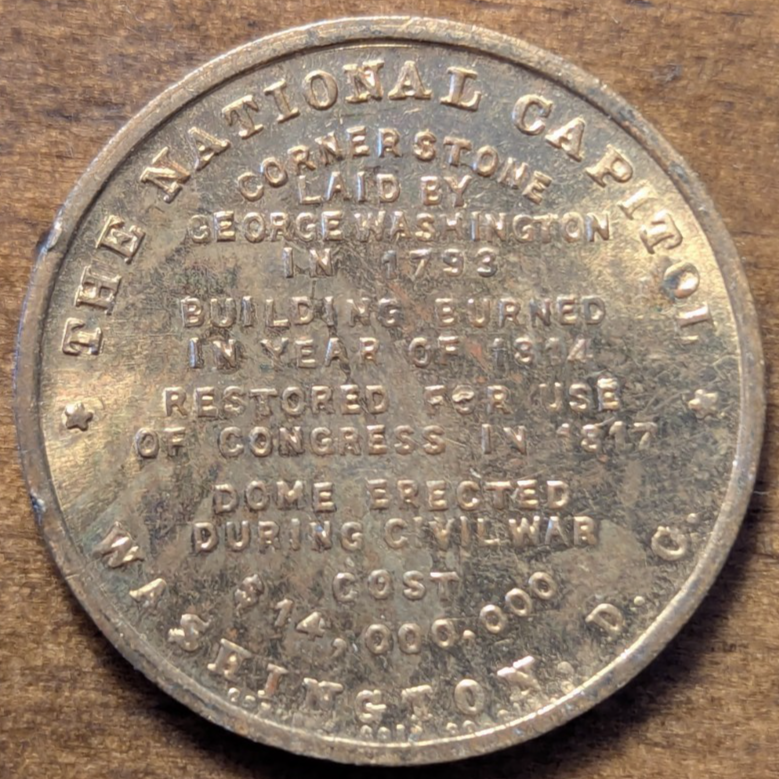 THE NATIONAL CAPITOL
CORNERSTONE
LAID BY
GEORGE WASHINGTON
IN 1793
BUILDING BURNED
IN YEAR OF 1814
RESTORED FOR USE
OF CONGRESS IN 1817
DOME ERECTED
DURING CIVIL WAR
COST
$14,000,000
WASHINGTON, D. C.